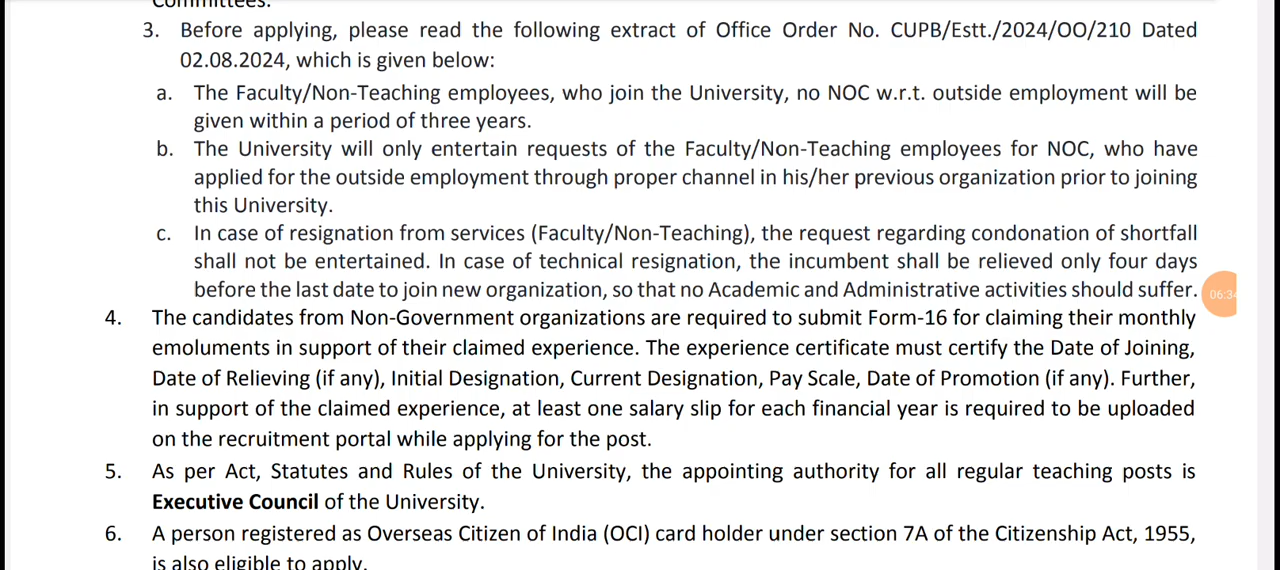 Committees.
3. Before applying, please read the following extract of Office Order No. CUPB/Estt./2024/OO/210 Dated
02.08.2024, which is given below:
a. The Faculty/Non-Teaching employees, who join the University, no NOC w.r.t. outside employment will be
given within a period of three years.
b. The University will only entertain requests of the Faculty/Non-Teaching employees for NOC, who have
applied for the outside employment through proper channel in his/her previous organization prior to joining
this University.
c. In case of resignation from services (Faculty/Non-Teaching), the request regarding condonation of shortfall
shall not be entertained. In case of technical resignation, the incumbent shall be relieved only four days
before the last date to join new organization, so that no Academic and Administrative activities should suffer.
06:34
4. The candidates from Non-Government organizations are required to submit Form-16 for claiming their monthly
emoluments in support of their claimed experience. The experience certificate must certify the Date of Joining,
Date of Relieving (if any), Initial Designation, Current Designation, Pay Scale, Date of Promotion (if any). Further,
in support of the claimed experience, at least one salary slip for each financial year is required to be uploaded
on the recruitment portal while applying for the post.
5. As per Act, Statutes and Rules of the University, the appointing authority for all regular teaching posts is
Executive Council of the University.
6. A person registered as Overseas Citizen of India (OCI) card holder under section 7A of the Citizenship Act, 1955,
is also eligible to apply.